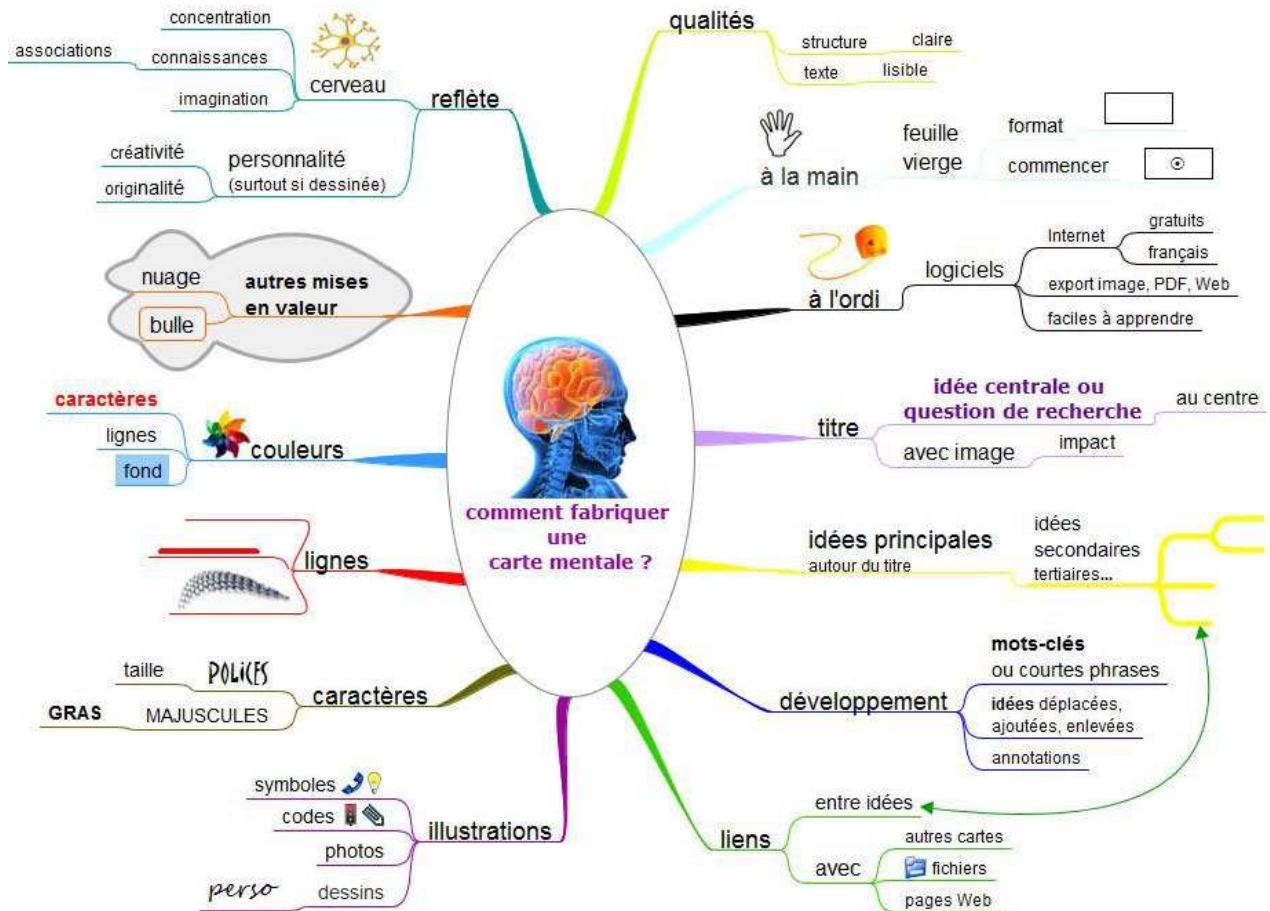 comment fabriquer
une
carte mentale ?
qualités
structure
claire
texte
lisible
à la main
feuille
vierge
format
commencer
à l'ordi
logiciels
Internet
gratuits
français
export image, PDF, Web
faciles à apprendre
titre
idée centrale ou
question de recherche
au centre
avec image
impact
idées principales
autour du titre
idées
secondaires
tertiaires...
développement
mots-clés
ou courtes phrases
idées déplacées,
ajoutées, enlevées
annotations
liens
entre idées
avec
autres cartes
fichiers
pages Web
illustrations
symboles
codes
photos
dessins
perso
caractères
POLICES
taille
MAJUSCULES
GRAS
lignes
couleurs
caractères
lignes
fond
autres mises
en valeur
nuage
bulle
reflète
cerveau
concentration
connaissances
associations
imagination
personnalité
(surtout si dessinée)
créativité
originalité